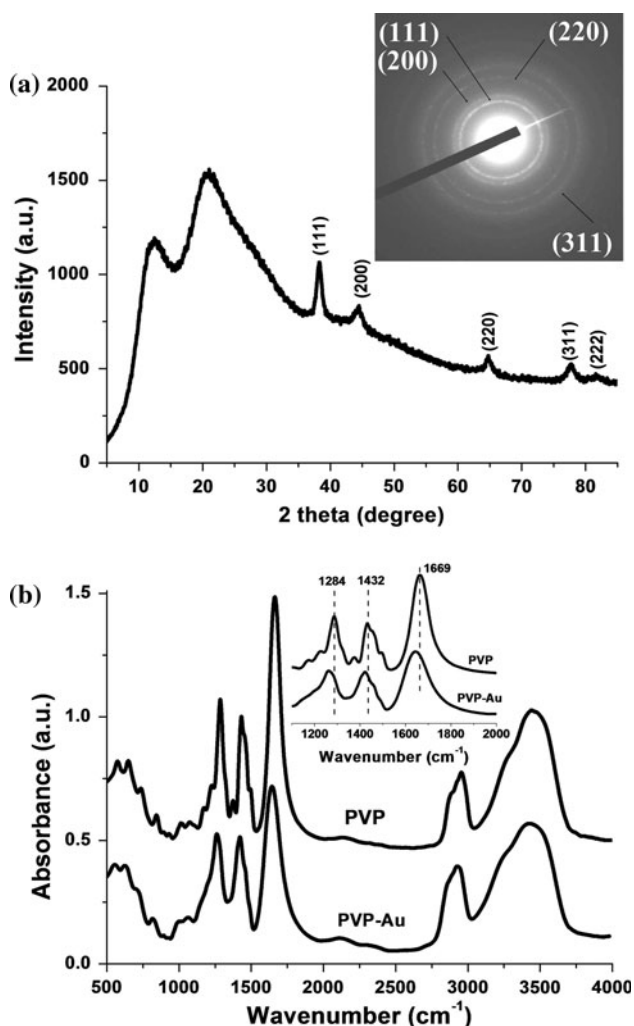 (a)
Intensity (a.u.)
2000
1500
1000
500
0
(111)
(200)
(220)
(311)
(111)
(200)
(220)
(311)
(222)
10 20 30 40 50 60 70 80
2 theta (degree)
(b)
Absorbance (a.u.)
1.5
1.0
0.5
0.0
1284 1432 1669
PVP
PVP-Au
1200 1400 1600 1800 2000
Wavenumber (cm-1)
PVP
PVP-Au
500 1000 1500 2000 2500 3000 3500 4000
Wavenumber (cm-1)